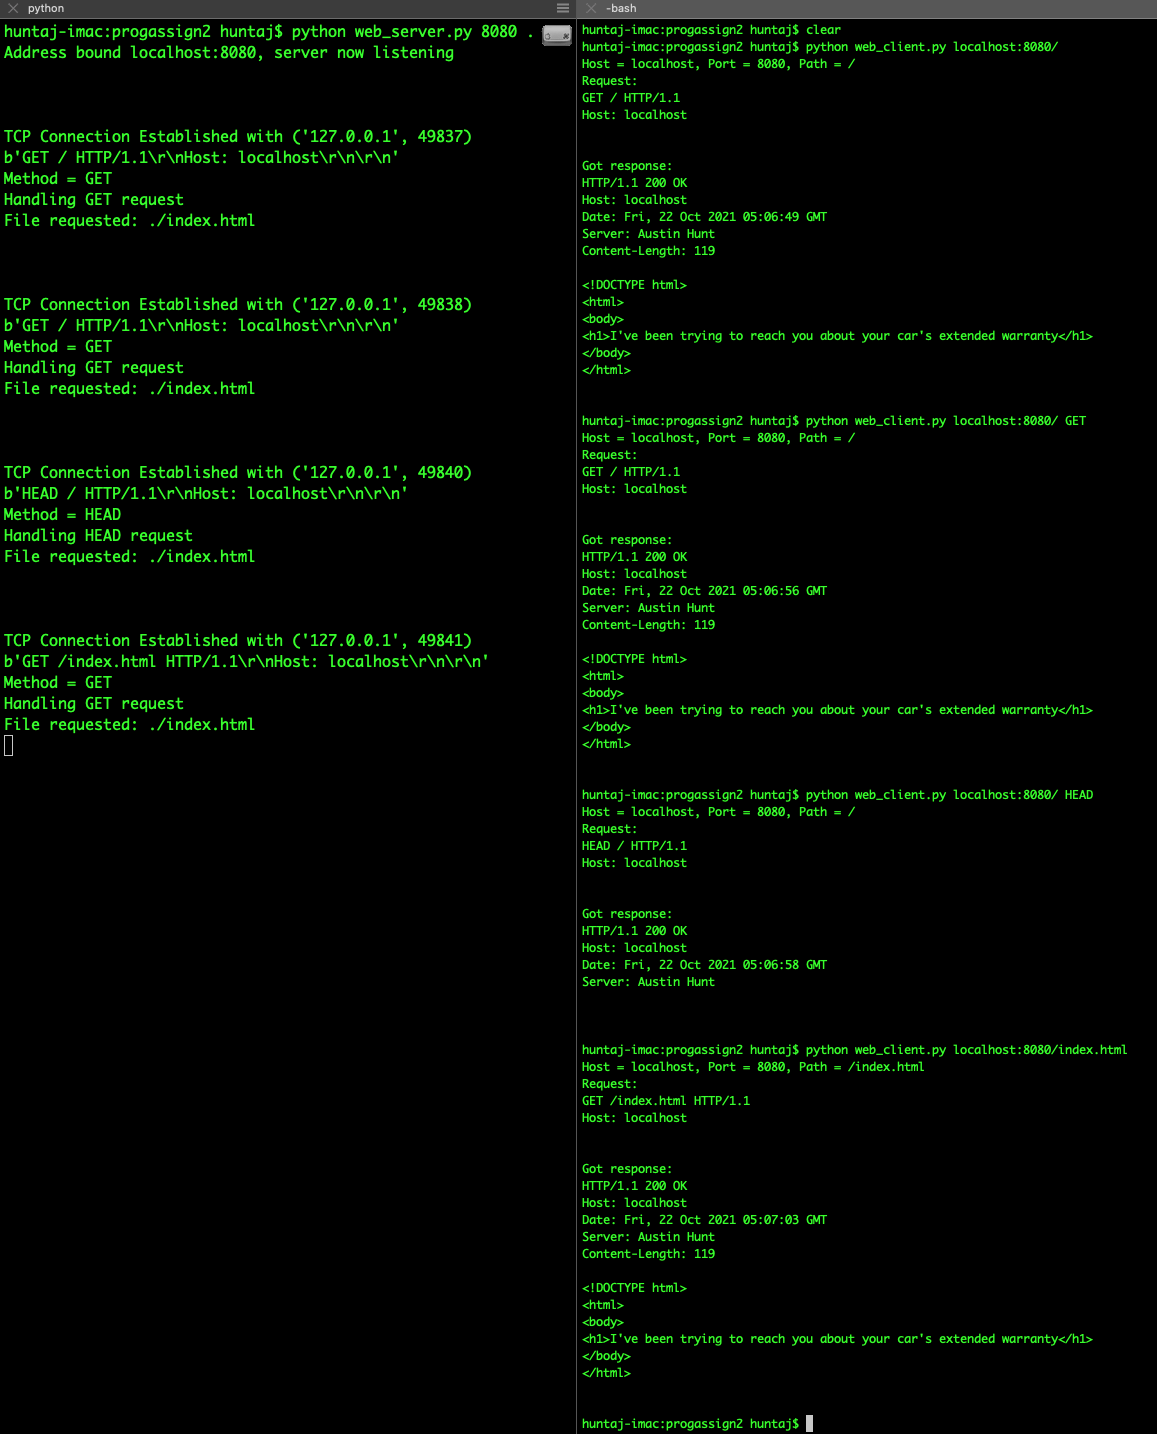 python
huntaj-imac:progassign2 huntaj$ python web_server.py 8080 .
Address bound localhost:8080, server now listening
TCP Connection Established with ('127.0.0.1', 49837)
b'GET / HTTP/1.1\r\nHost: localhost\r\n\r\n'
Method = GET
Handling GET request
File requested: ./index.html
TCP Connection Established with ('127.0.0.1', 49838)
b'GET / HTTP/1.1\r\nHost: localhost\r\n\r\n'
Method = GET
Handling GET request
File requested: ./index.html
TCP Connection Established with ('127.0.0.1', 49840)
b'HEAD / HTTP/1.1\r\nHost: localhost\r\n\r\n'
Method = HEAD
Handling HEAD request
File requested: ./index.html
TCP Connection Established with ('127.0.0.1', 49841)
b'GET /index.html HTTP/1.1\r\nHost: localhost\r\n\r\n'
Method = GET
Handling GET request
File requested: ./index.html
-bash
huntaj-imac:progassign2 huntaj$ clear
huntaj-imac:progassign2 huntaj$ python web_client.py localhost:8080/
Host = localhost, Port = 8080, Path = /
Request:
GET / HTTP/1.1
Host: localhost
Got response:
HTTP/1.1 200 OK
Host: localhost
Date: Fri, 22 Oct 2021 05:06:49 GMT
Server: Austin Hunt
Content-Length: 119
<!DOCTYPE html>
<html>
<body>
<h1>I've been trying to reach you about your car's extended warranty</h1>
</body>
</html>
huntaj-imac:progassign2 huntaj$ python web_client.py localhost:8080/ GET
Host = localhost, Port = 8080, Path = /
Request:
GET / HTTP/1.1
Host: localhost
Got response:
HTTP/1.1 200 OK
Host: localhost
Date: Fri, 22 Oct 2021 05:06:56 GMT
Server: Austin Hunt
Content-Length: 119
<!DOCTYPE html>
<html>
<body>
<h1>I've been trying to reach you about your car's extended warranty</h1>
</body>
</html>
huntaj-imac:progassign2 huntaj$ python web_client.py localhost:8080/ HEAD
Host = localhost, Port = 8080, Path = /
Request:
HEAD / HTTP/1.1
Host: localhost
Got response:
HTTP/1.1 200 OK
Host: localhost
Date: Fri, 22 Oct 2021 05:06:58 GMT
Server: Austin Hunt
huntaj-imac:progassign2 huntaj$ python web_client.py localhost:8080/index.html
Host = localhost, Port = 8080, Path = /index.html
Request:
GET /index.html HTTP/1.1
Host: localhost
Got response:
HTTP/1.1 200 OK
Host: localhost
Date: Fri, 22 Oct 2021 05:07:03 GMT
Server: Austin Hunt
Content-Length: 119
<!DOCTYPE html>
<html>
<body>
<h1>I've been trying to reach you about your car's extended warranty</h1>
</body>
</html>
huntaj-imac:progassign2 huntaj$